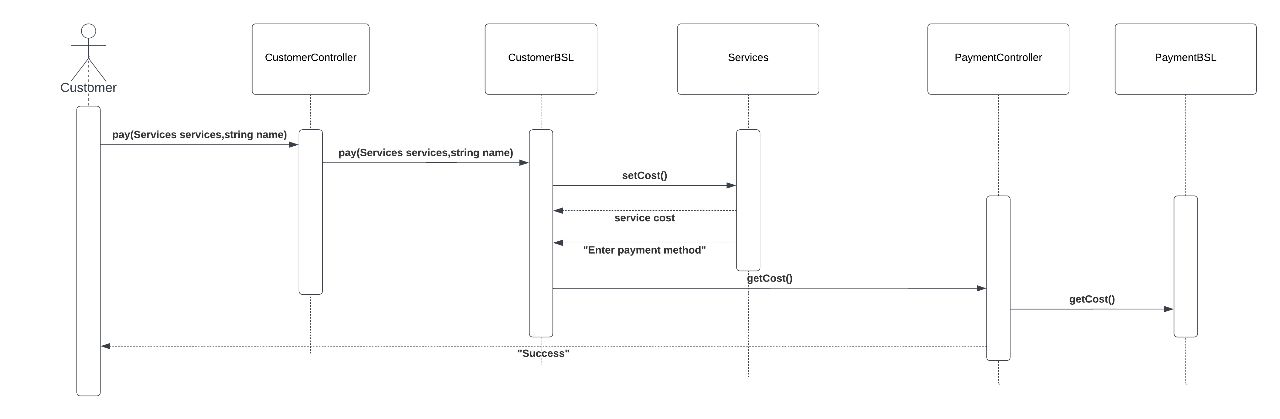 Customer
CustomerController
CustomerBSL
Services
PaymentController
PaymentBSL
pay(Services services,string name)
pay(Services services,string name)
setCost()
service cost
"Enter payment method"
getCost()
getCost()
"Success"